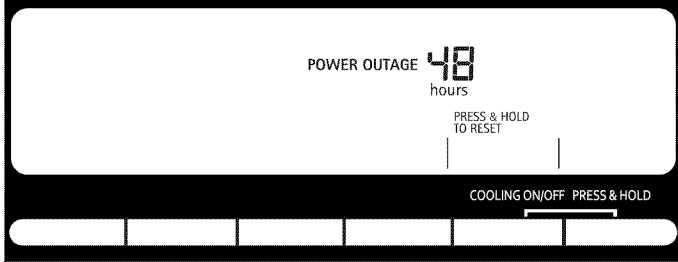 POWER OUTAGE 48
hours
PRESS & HOLD
TO RESET
COOLING ON/OFF PRESS & HOLD